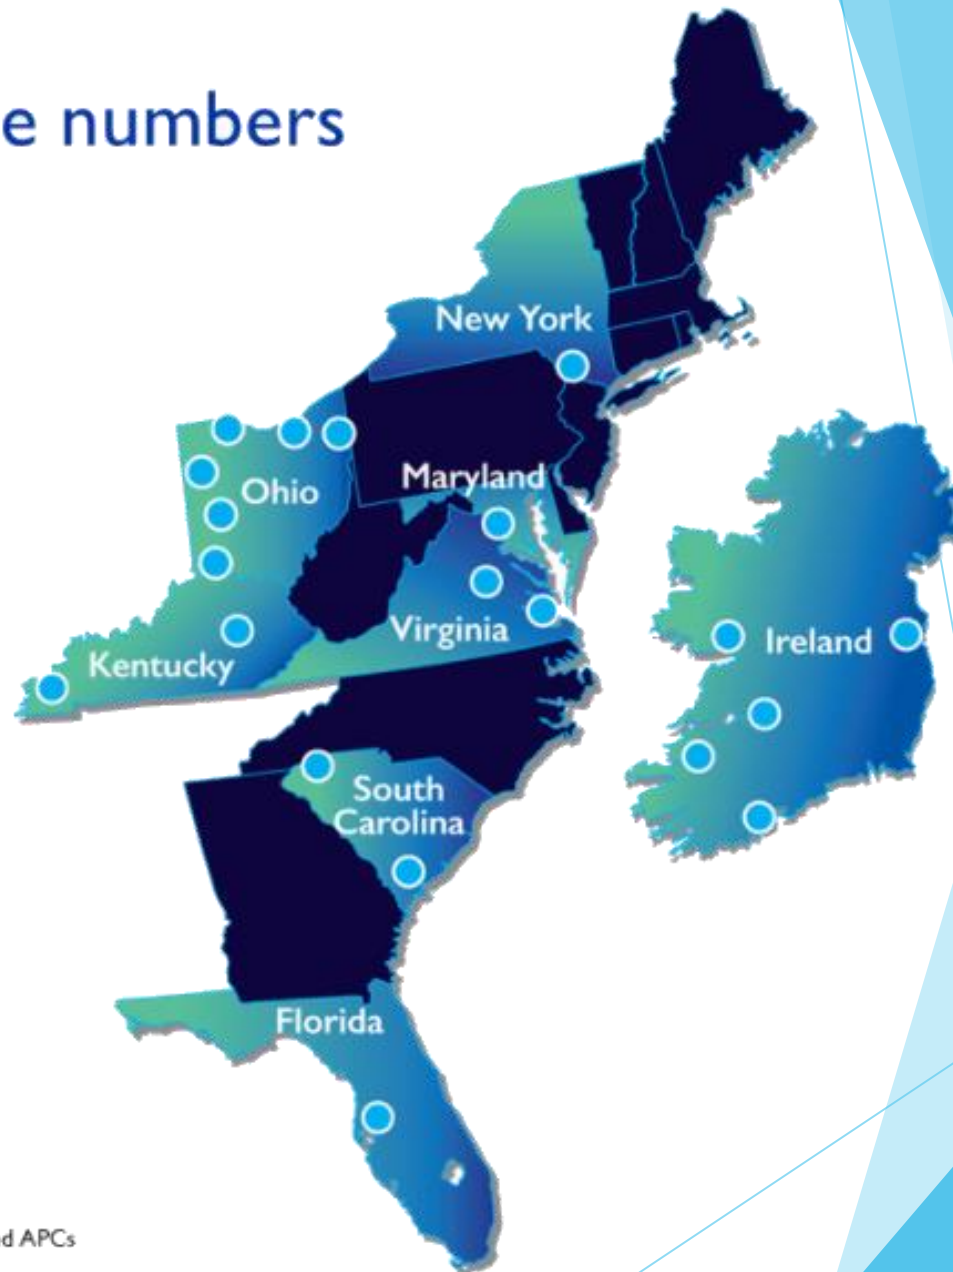 e numbers
New York
Maryland
Ohio
Virginia
Ireland
Kentucky
South
Carolina
Florida
d APCs